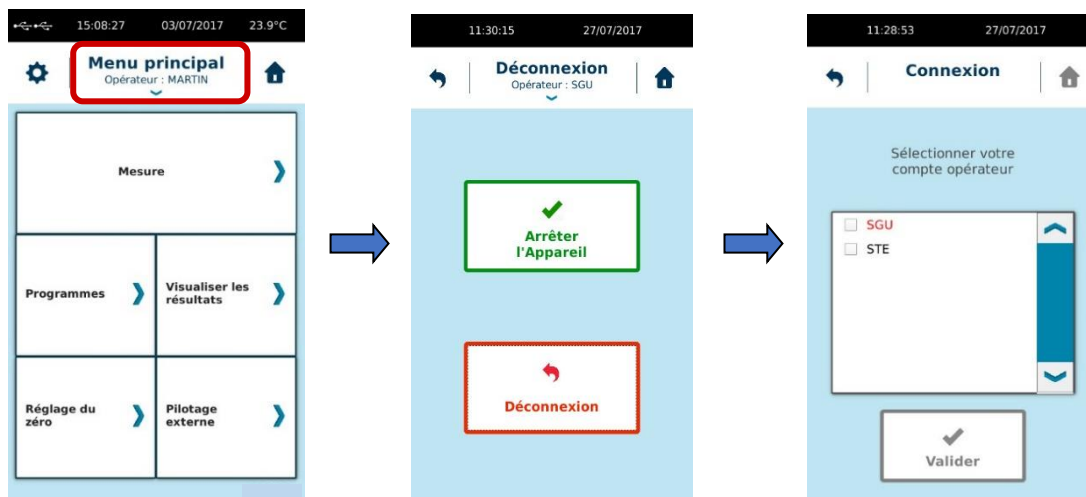 15:08:27 03/07/2017 23.9°C
Menu principal
Opérateur : MARTIN
Mesure
Programmes
Visualiser les
résultats
Réglage du
zéro
Pilotage
externe
11:30:15 27/07/2017
Déconnexion
Opérateur : SGU
Arrêter
l'Appareil
Déconnexion
11:28:53 27/07/2017
Connexion
Sélectionner votre
compte opérateur
SGU
STE
Valider